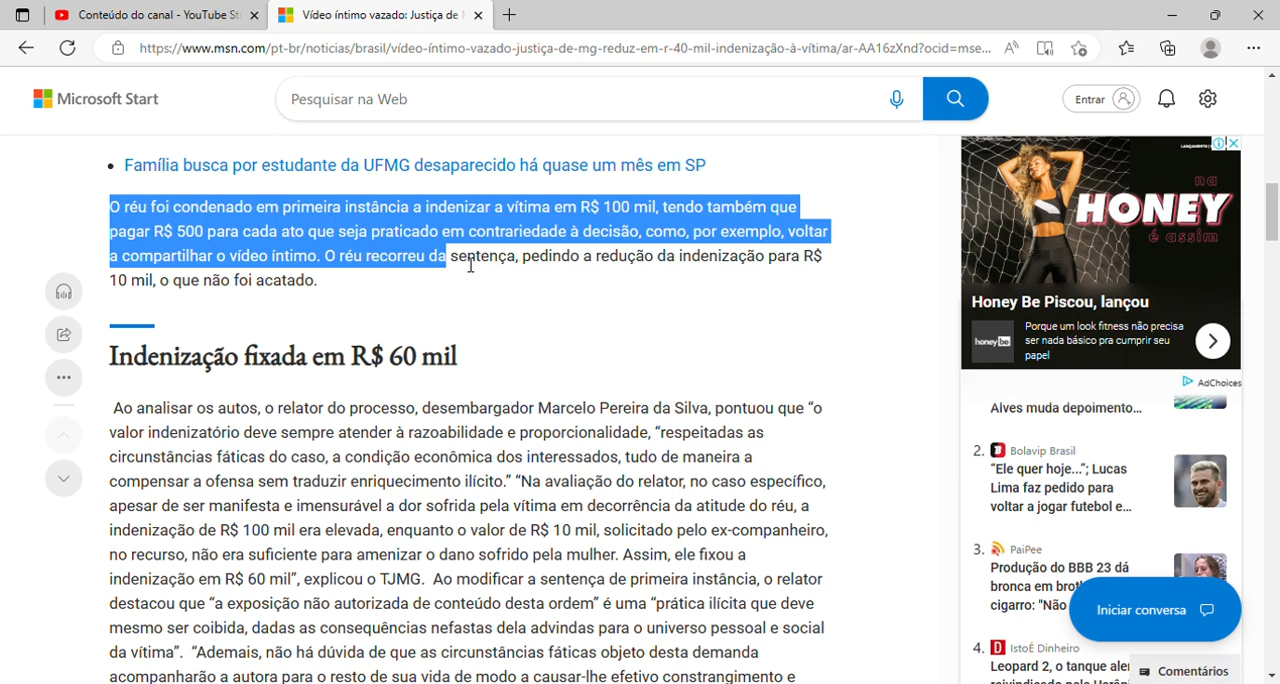 Conteúdo do canal - YouTube St
Vídeo íntimo vazado: Justiça de
https://www.msn.com/pt-br/noticias/brasil/vídeo-íntimo-vazado-justiça-de-mg-reduz-em-r-40-mil-indenização-à-vítima/ar-AA16zXnd?ocid=mse...
Microsoft Start
Pesquisar na Web
Entrar
Família busca por estudante da UFMG desaparecido há quase um mês em SP
O réu foi condenado em primeira instância a indenizar a vítima em R$ 100 mil, tendo também que
pagar R$ 500 para cada ato que seja praticado em contrariedade à decisão, como, por exemplo, voltar
a compartilhar o vídeo íntimo. O réu recorreu da sentença, pedindo a redução da indenização para R$
10 mil, o que não foi acatado.
Indenização fixada em R$ 60 mil
Ao analisar os autos, o relator do processo, desembargador Marcelo Pereira da Silva, pontuou que “o
valor indenizatório deve sempre atender à razoabilidade e proporcionalidade, “respeitadas as
circunstâncias fáticas do caso, a condição econômica dos interessados, tudo de maneira a
compensar a ofensa sem traduzir enriquecimento ilícito.” “Na avaliação do relator, no caso específico,
apesar de ser manifesta e imensurável a dor sofrida pela vítima em decorrência da atitude do réu, a
indenização de R$ 100 mil era elevada, enquanto o valor de R$ 10 mil, solicitado pelo ex-companheiro,
no recurso, não era suficiente para amenizar o dano sofrido pela mulher. Assim, ele fixou a
indenização em R$ 60 mil”, explicou o TJMG. Ao modificar a sentença de primeira instância, o relator
destacou que “a exposição não autorizada de conteúdo desta ordem” é uma “prática ilícita que deve
mesmo ser coibida, dadas as consequências nefastas dela advindas para o universo pessoal e social
da vítima”. “Ademais, não há dúvida de que as circunstâncias fáticas objeto desta demanda
acompanharão a autora para o resto de sua vida de modo a causar-lhe efetivo constrangimento e
na
HONEY
é assim
Honey Be Piscou, lançou
honey be
Porque um look fitness não precisa
ser nada básico pra cumprir seu
papel
AdChoices
Alves muda depoimento...
2. Bolavip Brasil
“Ele quer hoje...”; Lucas
Lima faz pedido para
voltar a jogar futebol e...
3. PaiPee
Produção do BBB 23 dá
bronca em
cigarro: "Não
Iniciar conversa
4. IstoÉ Dinheiro
Leopard 2, o tanque
Comentários